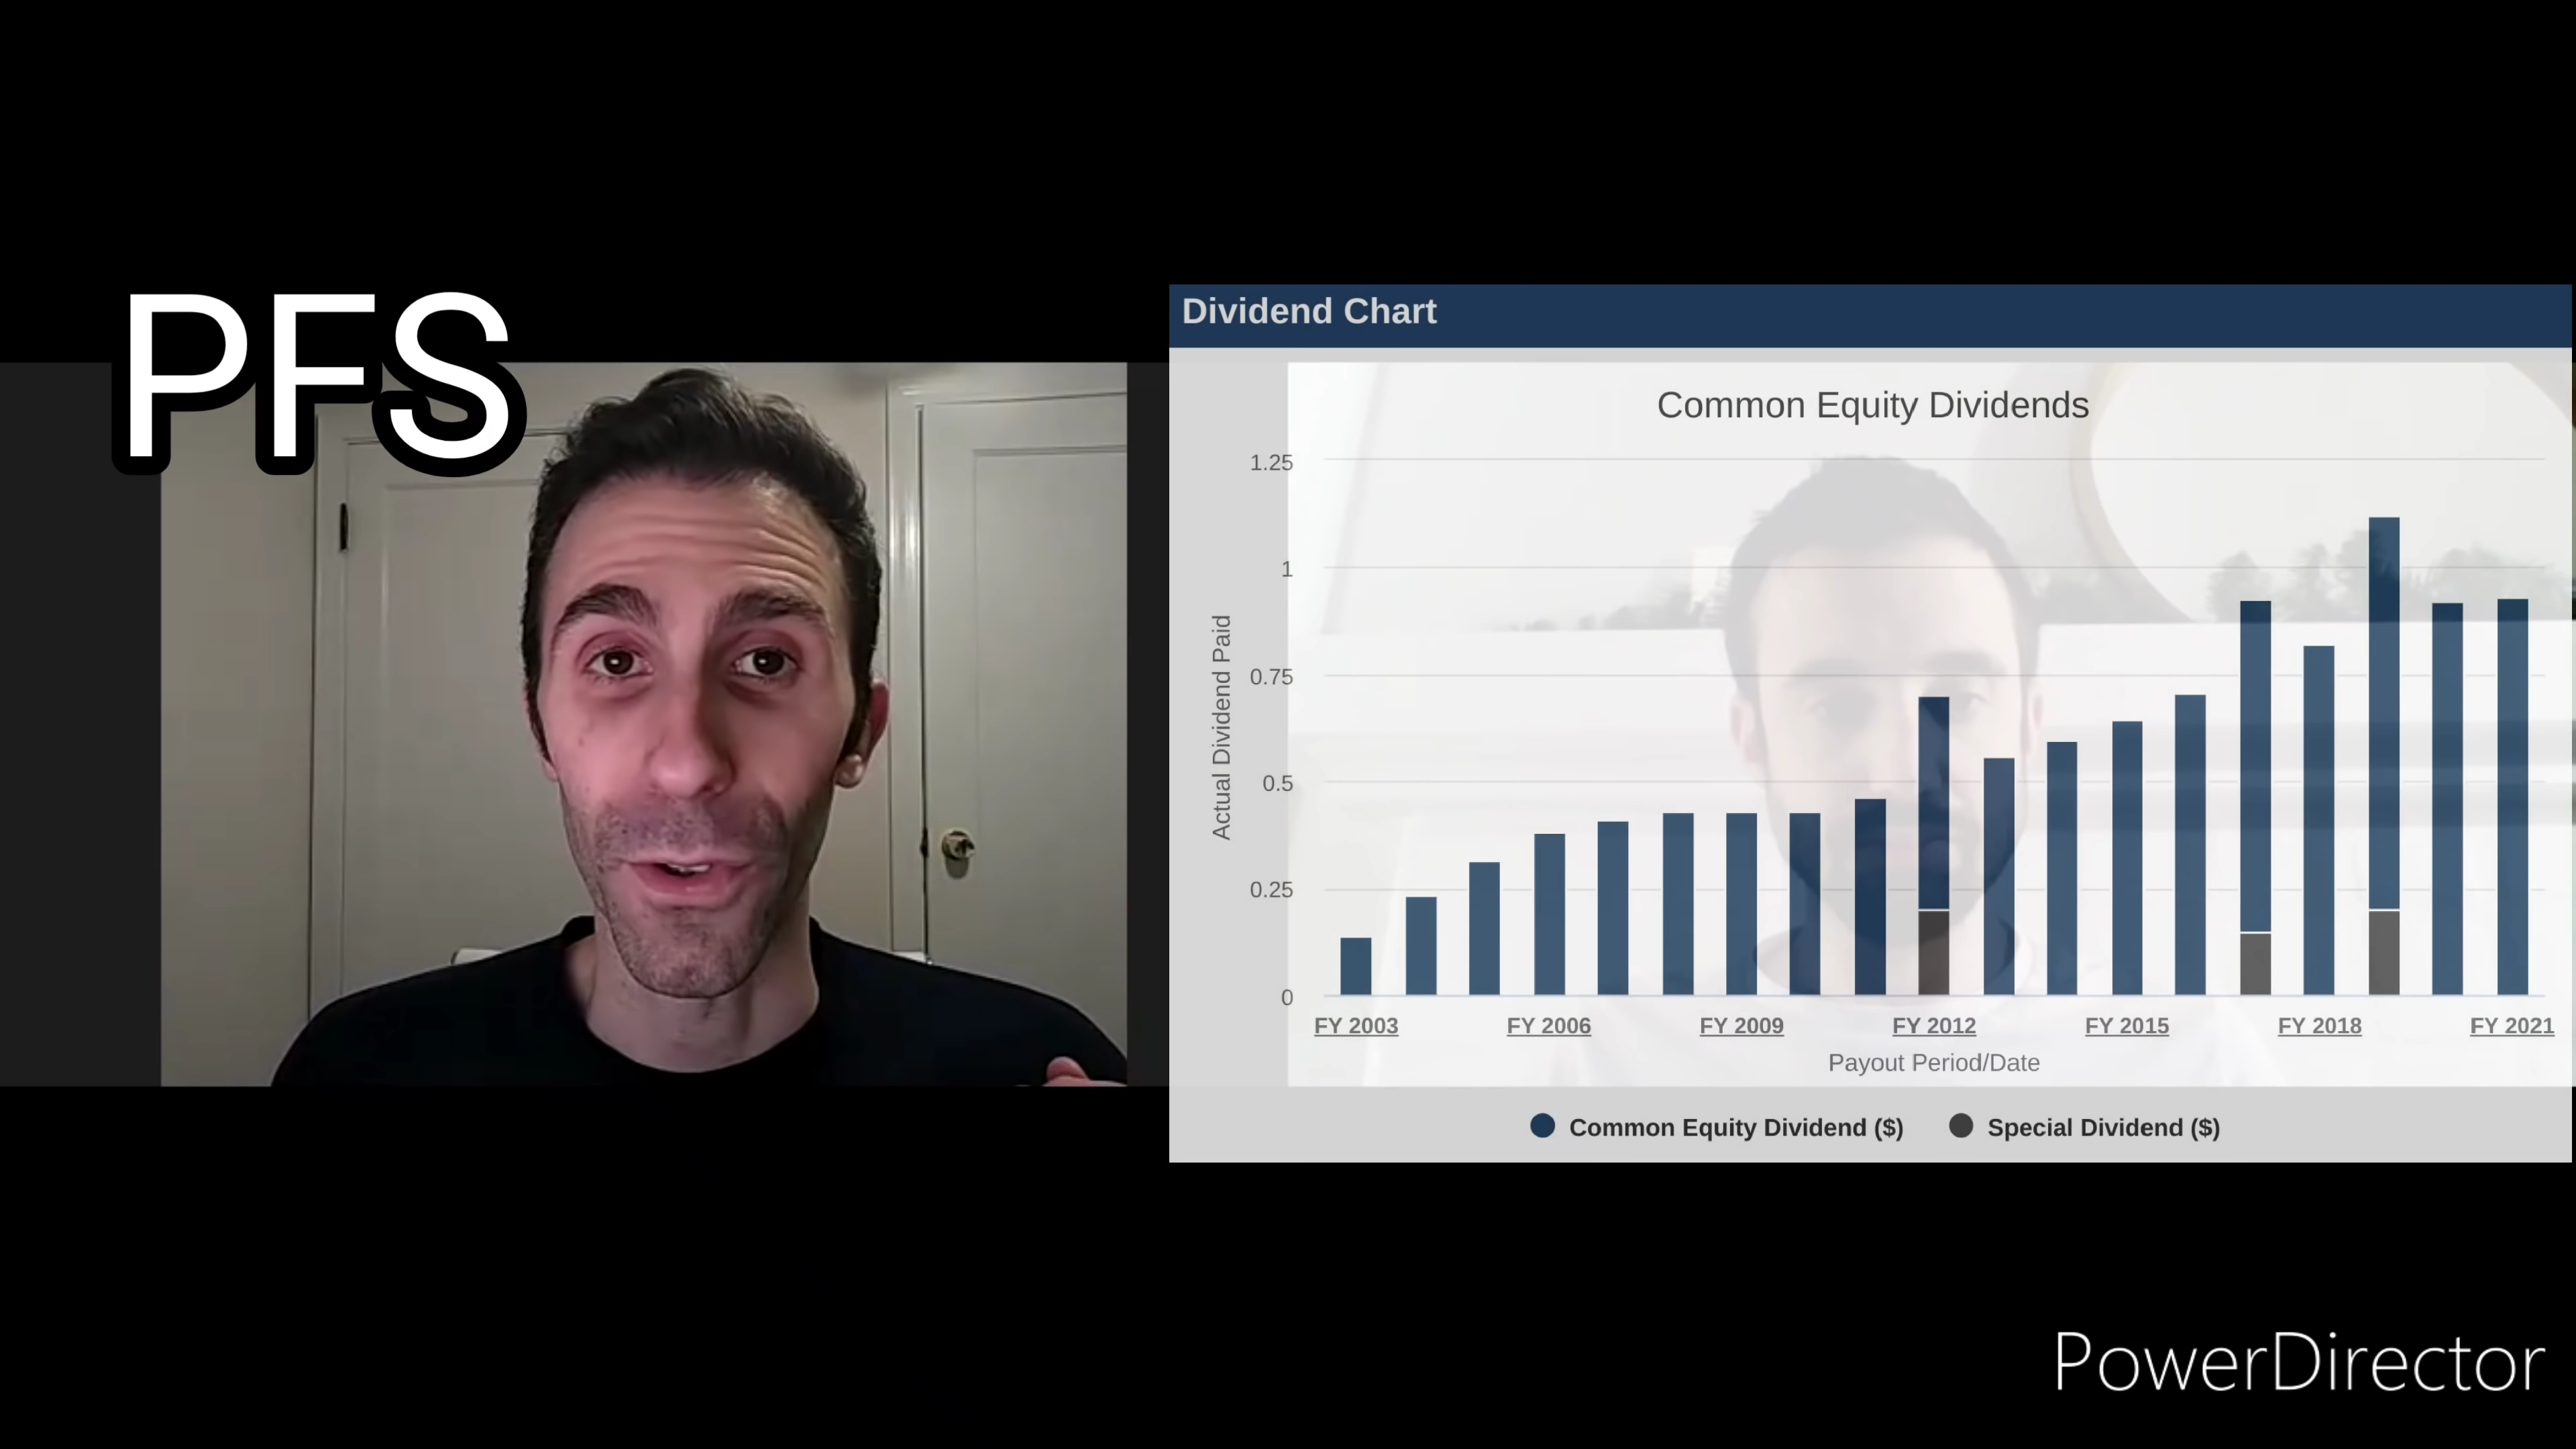 PFS
Dividend Chart
Common Equity Dividends
Actual Dividend Paid
1.25
1
0.75
0.5
0.25
0
FY 2003 FY 2006 FY 2009 FY 2012 FY 2015 FY 2018 FY 2021
Payout Period/Date
Common Equity Dividend ($) Special Dividend ($)
PowerDirector